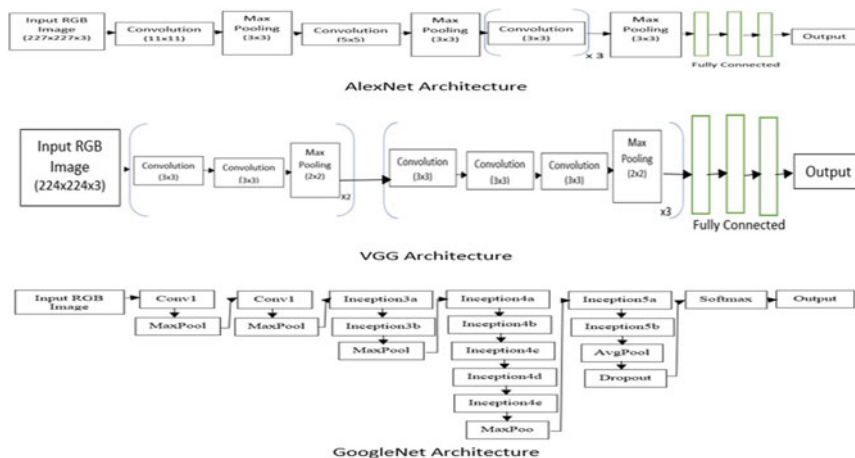 Input RGB
Image
(227x227x3)
Convolution
(11x11)
Max
Pooling
(3x3)
Convolution
(5x5)
Max
Pooling
(3x3)
Convolution
(3x3)
x 3
Max
Pooling
(3x3)
Fully Connected
Output
AlexNet Architecture
Input RGB
Image
(224x224x3)
Convolution
(3x3)
Convolution
(3x3)
Max
Pooling
(2x2)
x2
Convolution
(3x3)
Convolution
(3x3)
Convolution
(3x3)
Max
Pooling
(2x2)
x3
Fully Connected
Output
VGG Architecture
Input RGB
Image
Conv1
MaxPool
Conv1
MaxPool
Inception3a
Inception3b
MaxPool
Inception4a
Inception4b
Inception4c
Inception4d
Inception4e
MaxPoo
Inception5a
Inception5b
AvgPool
Dropout
Softmax
Output
GoogleNet Architecture